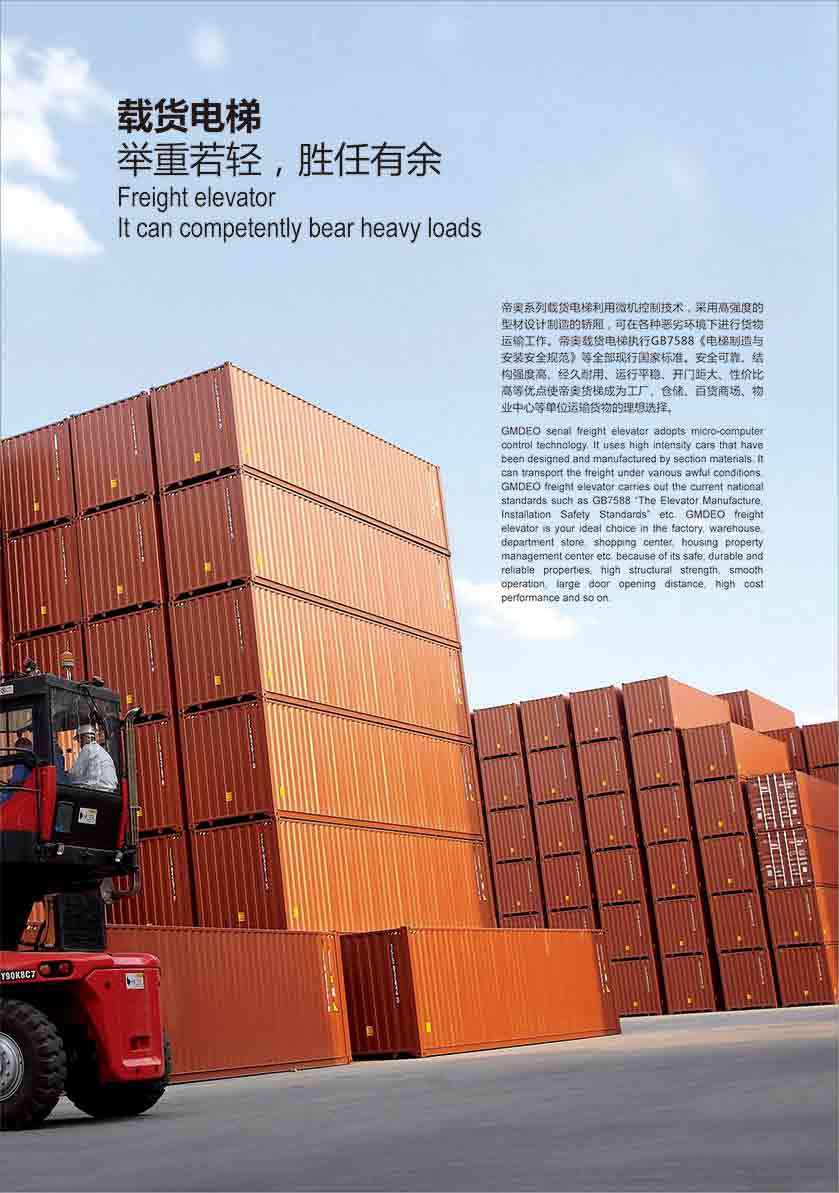 载货电梯
举重若轻，胜任有余
Freight elevator
It can competently bear heavy loads
帝奥系列载货电梯利用微机控制技术，采用高强度的
型材设计制造的轿厢，可在各种恶劣环境下进行货物
运输工作。帝奥载货电梯执行GB7588《电梯制造与
安装安全规范》等全部现行国家标准。安全可靠、结
构强度高、经久耐用、运行平稳、开门距大、性价比
高等优点使帝奥货梯成为工厂、仓储、百货商场、物
业中心等单位运输货物的理想选择。
GMDEO senal freight elevator adopts micro-computer
control technology. It uses high intensity cars that have
been designed and manufactured by section materials. It
can transport the freight under various awful conditions.
GMDEO freight elevator carries out the current national
standards such as GB7588 “The Elevator Manufacture,
Installation Safety Standards” etc. GMDEO freight
elevator is your ideal choice in the factory, warehouse,
department store, shopping center, housing property
management center etc. because of its safe, durable and
reliable properties, high structural strength, smooth
operation, large door opening distance, high cost
performance and so on.
Y90K8C7